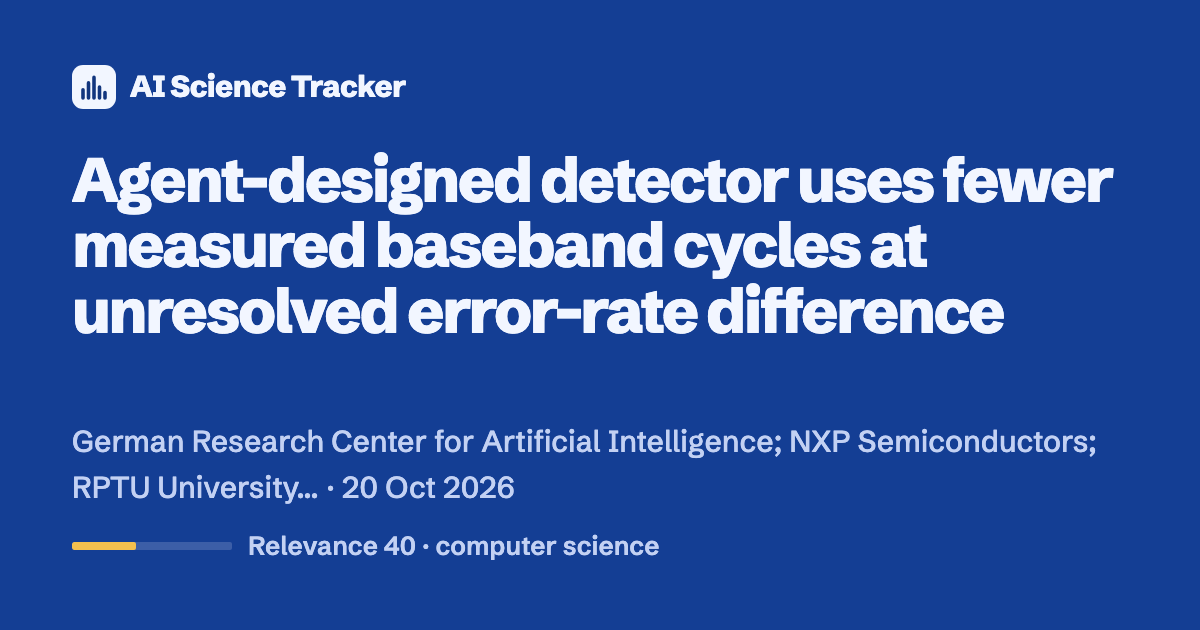 AI Science Tracker
Agent-designed detector uses fewer
measured baseband cycles at
unresolved error-rate difference
German Research Center for Artificial Intelligence; NXP Semiconductors;
RPTU University… · 20 Oct 2026
Relevance 40 · computer science